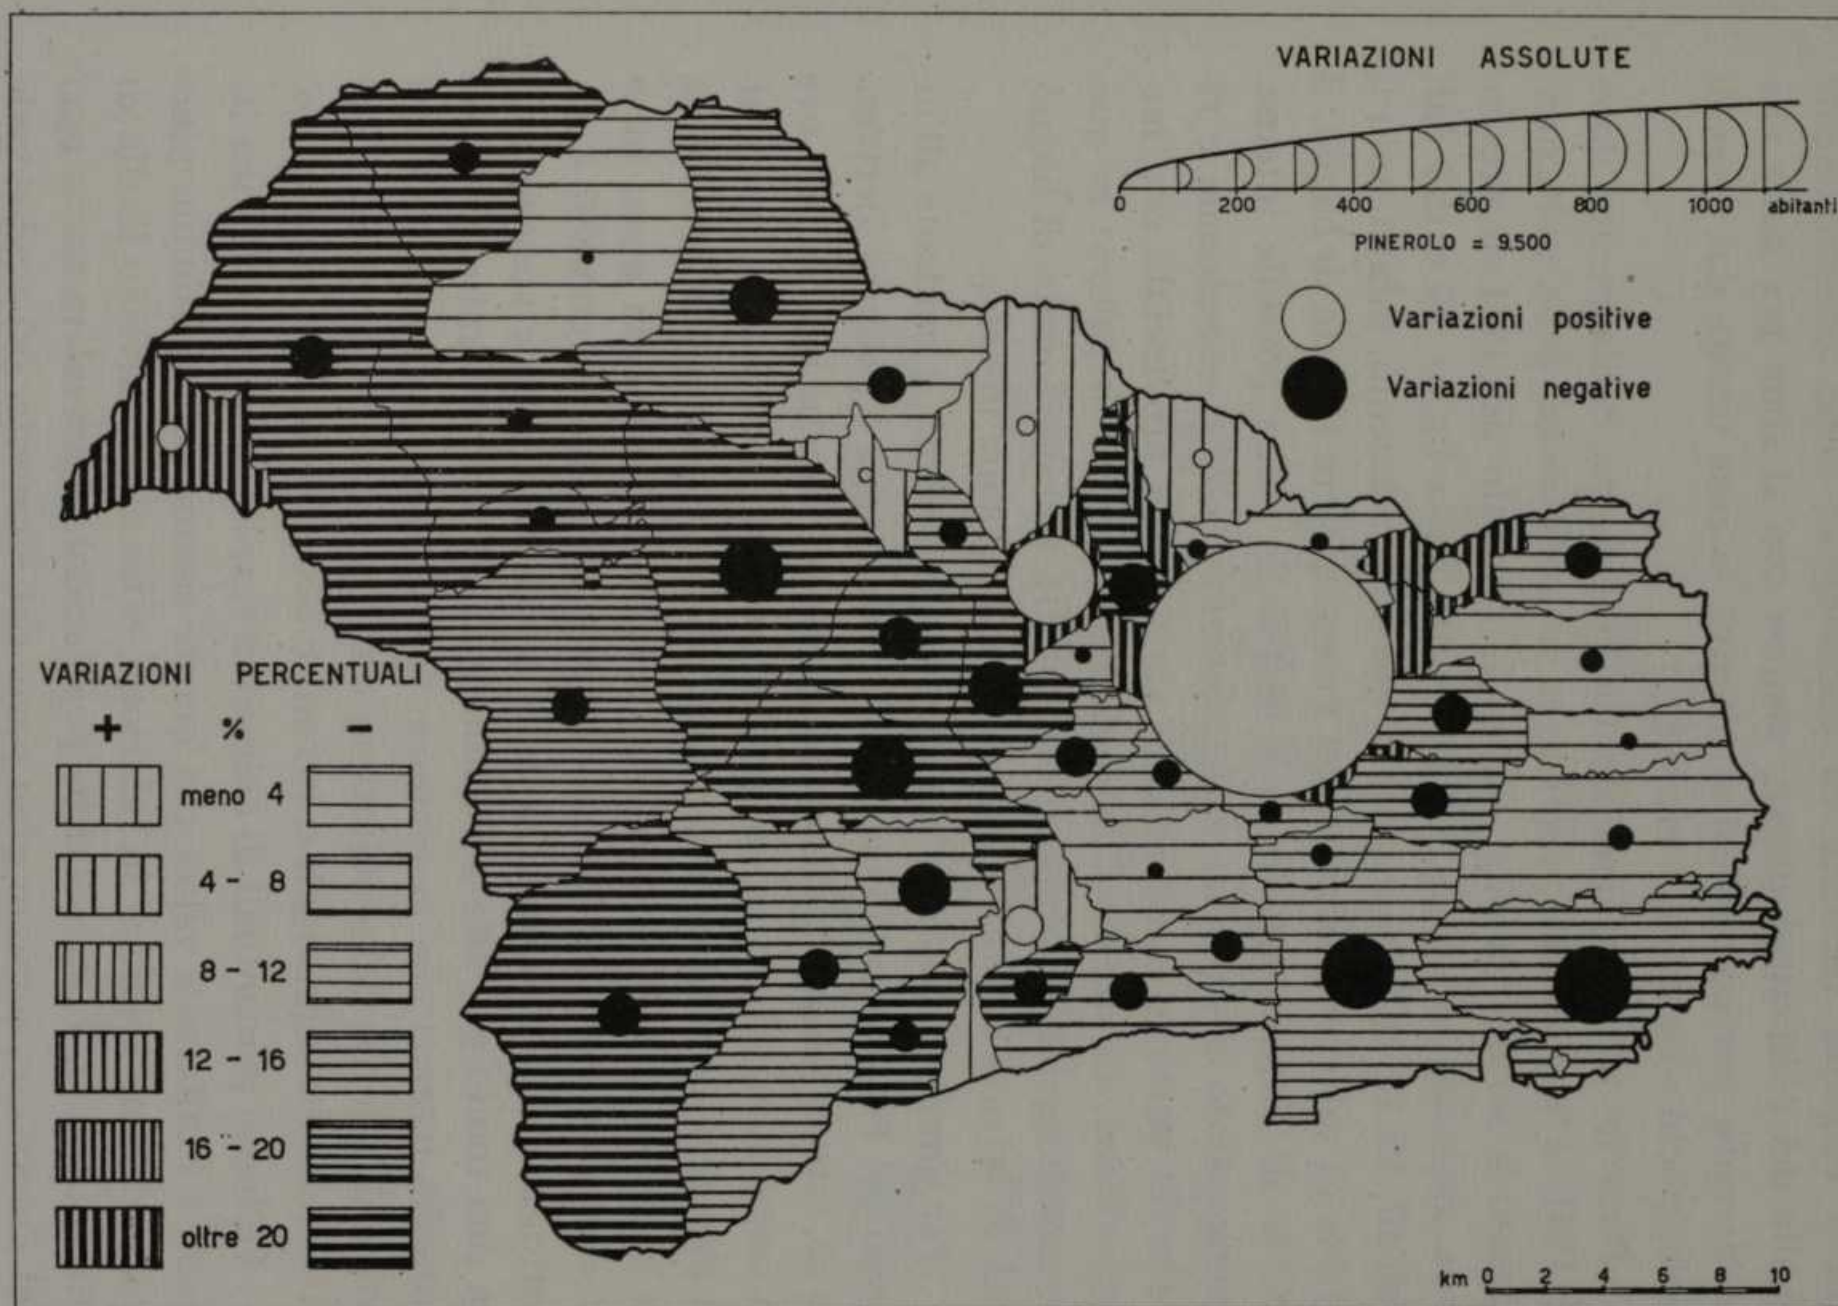 VARIAZIONI ASSOLUTE
0 200 400 600 800 1000 abitanti
PINEROLO = 9.500
Variazioni positive
Variazioni negative
VARIAZIONI PERCENTUALI
+ % -
meno 4
4 - 8
8 - 12
12 - 16
16 - 20
oltre 20
km 0 2 4 6 8 10